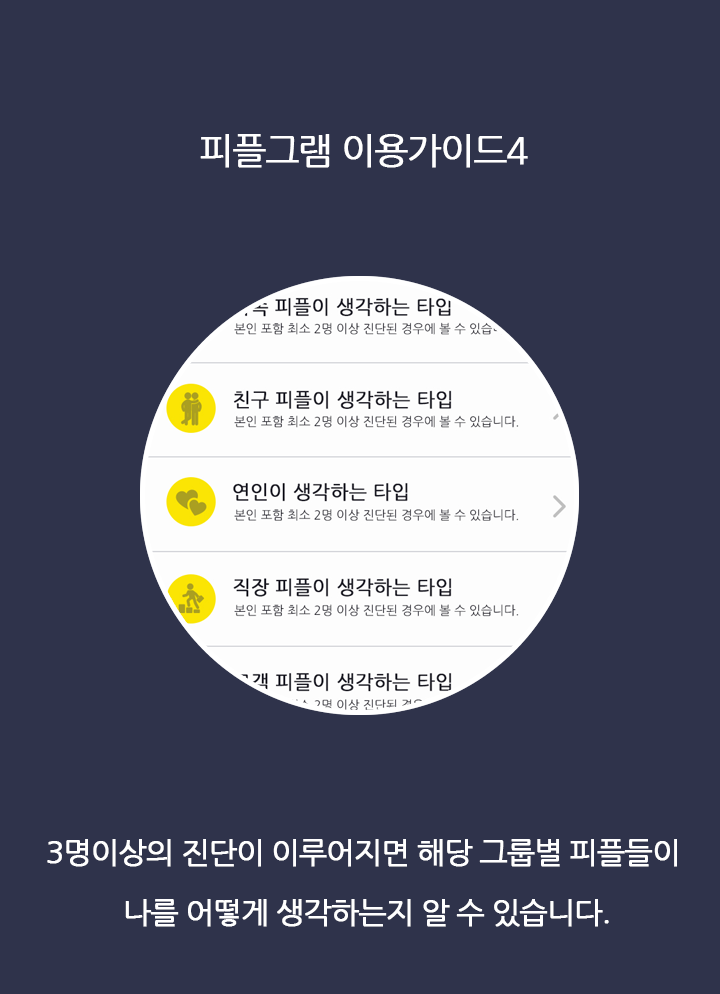 피플그램 이용가이드4
피플이 생각하는 타입
본인 포함 최소 2명 이상 진단된 경우에 볼 수 있습
친구 피플이 생각하는 타입
본인 포함 최소 2명 이상 진단된 경우에 볼 수 있습니다.
연인이 생각하는 타입
본인 포함 최소 2명 이상 진단된 경우에 볼 수 있습니다.
직장 피플이 생각하는 타입
본인 포함 최소 2명 이상 진단된 경우에 볼 수 있습니다.
피플이 생각하는 타입
2명 이상 진단된
3명이상의 진단이 이루어지면 해당 그룹별 피플들이
나를 어떻게 생각하는지 알 수 있습니다.